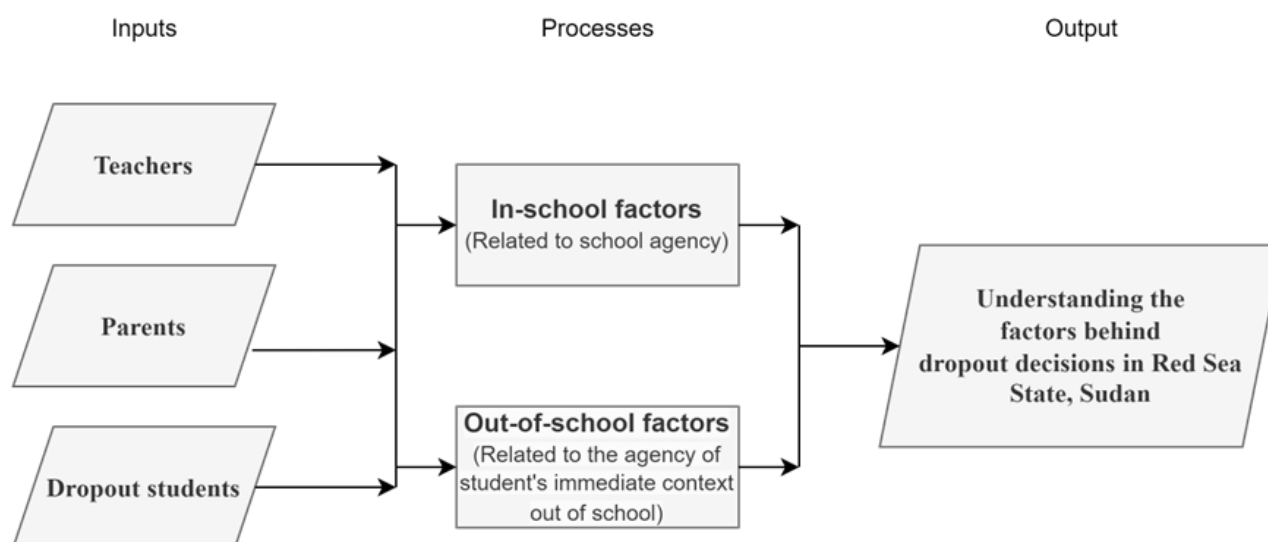 Inputs
Processes
Output
Teachers
Parents
Dropout students
In-school factors
(Related to school agency)
Out-of-school factors
(Related to the agency of
student's immediate context
out of school)
Understanding the
factors behind
dropout decisions in Red Sea
State, Sudan